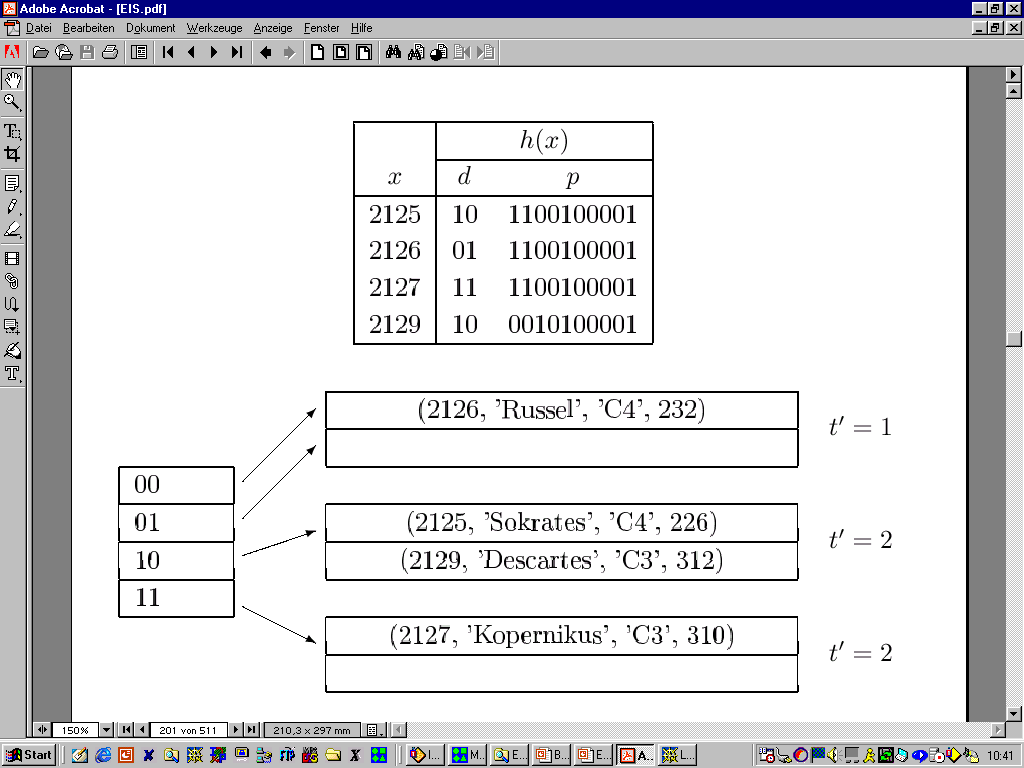 Adobe Acrobat - [EIS.pdf]
Datei Bearbeiten Dokument Werkzeuge Anzeige Fenster Hilfe
h(x)
x d p
2125 10 1100100001
2126 01 1100100001
2127 11 1100100001
2129 10 0010100001
(2126, 'Russel', 'C4', 232)
t′ = 1
00
01
10
11
(2125, 'Sokrates', 'C4', 226)
(2129, 'Descartes', 'C3', 312)
t′ = 2
(2127, 'Kopernikus', 'C3', 310)
t′ = 2
150% 201 von 511 210,3 x 297 mm
Start I... M.. E... B... E... A.. L... 10:41